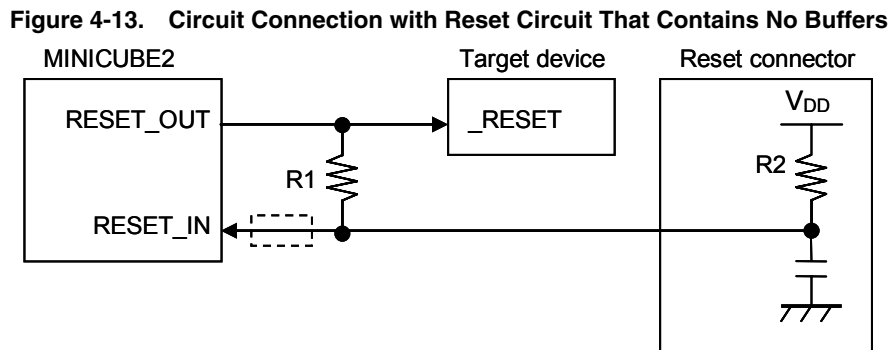 Figure 4-13. Circuit Connection with Reset Circuit That Contains No Buffers
MINICUBE2
Target device
Reset connector
RESET_OUT
_RESET
VDD
R1
R2
RESET_IN